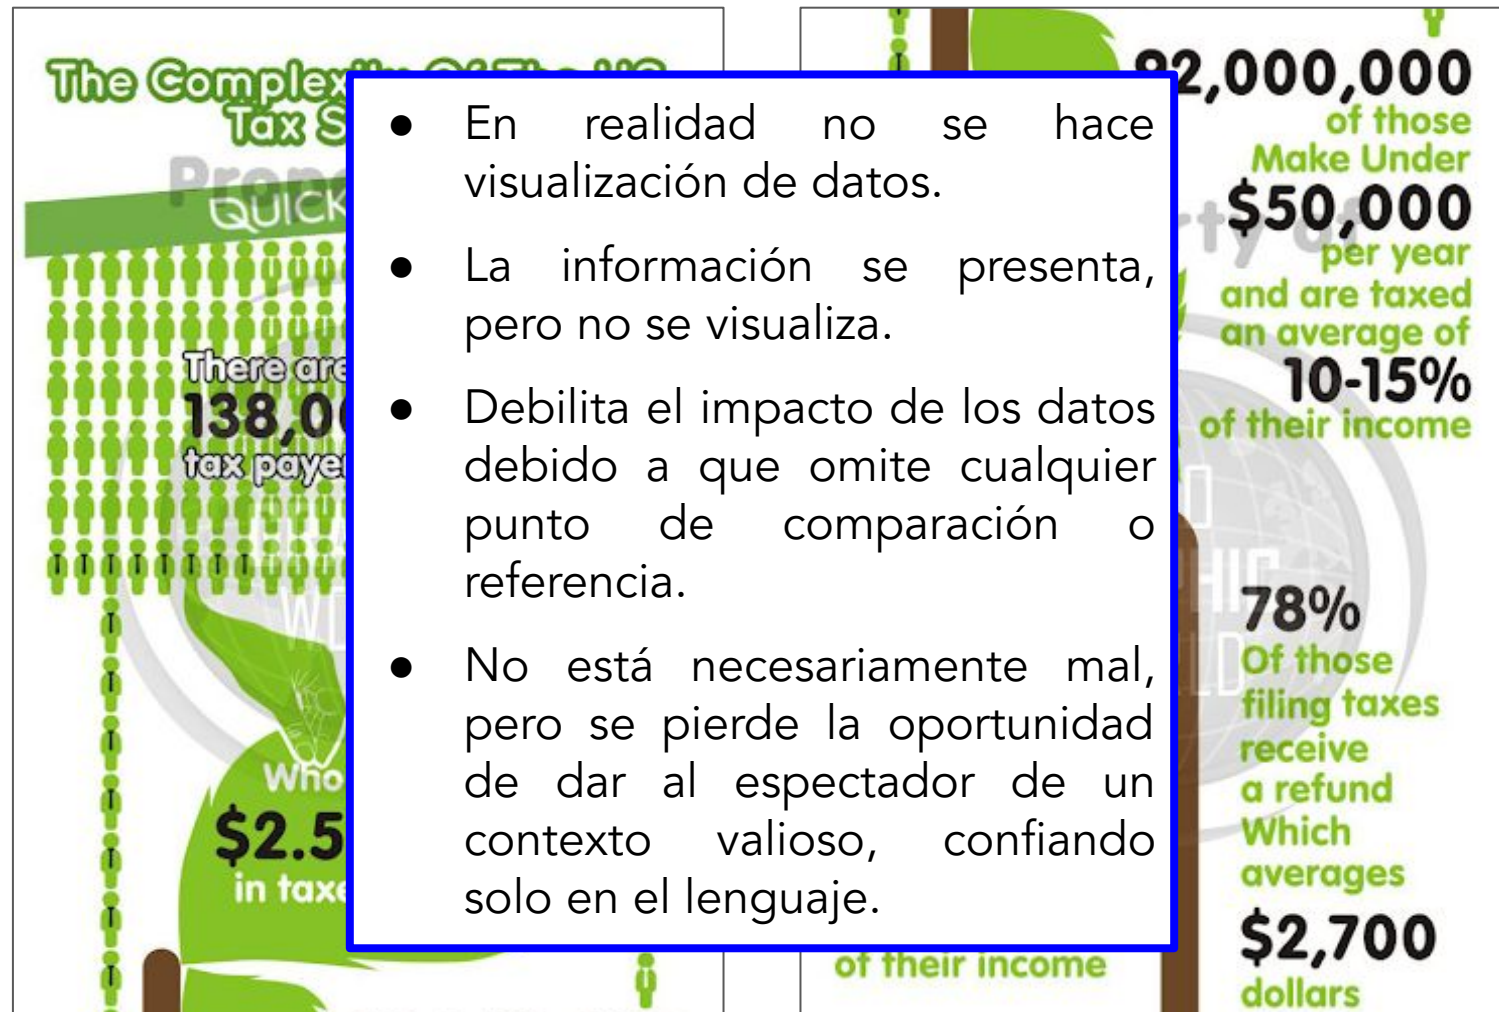 The Complexity Of The US
Tax S
QUICK
There are
138,0
tax paye
Who
$2.5
in taxe
● En realidad no se hace
visualización de datos.
● La información se presenta,
pero no se visualiza.
● Debilita el impacto de los datos
debido a que omite cualquier
punto de comparación o
referencia.
● No está necesariamente mal,
pero se pierde la oportunidad
de dar al espectador de un
contexto valioso, confiando
solo en el lenguaje.
92,000,000
of those
Make Under
$50,000
per year
and are taxed
an average of
10-15%
of their income
78%
Of those
filing taxes
receive
a refund
Which
averages
$2,700
dollars
of their income